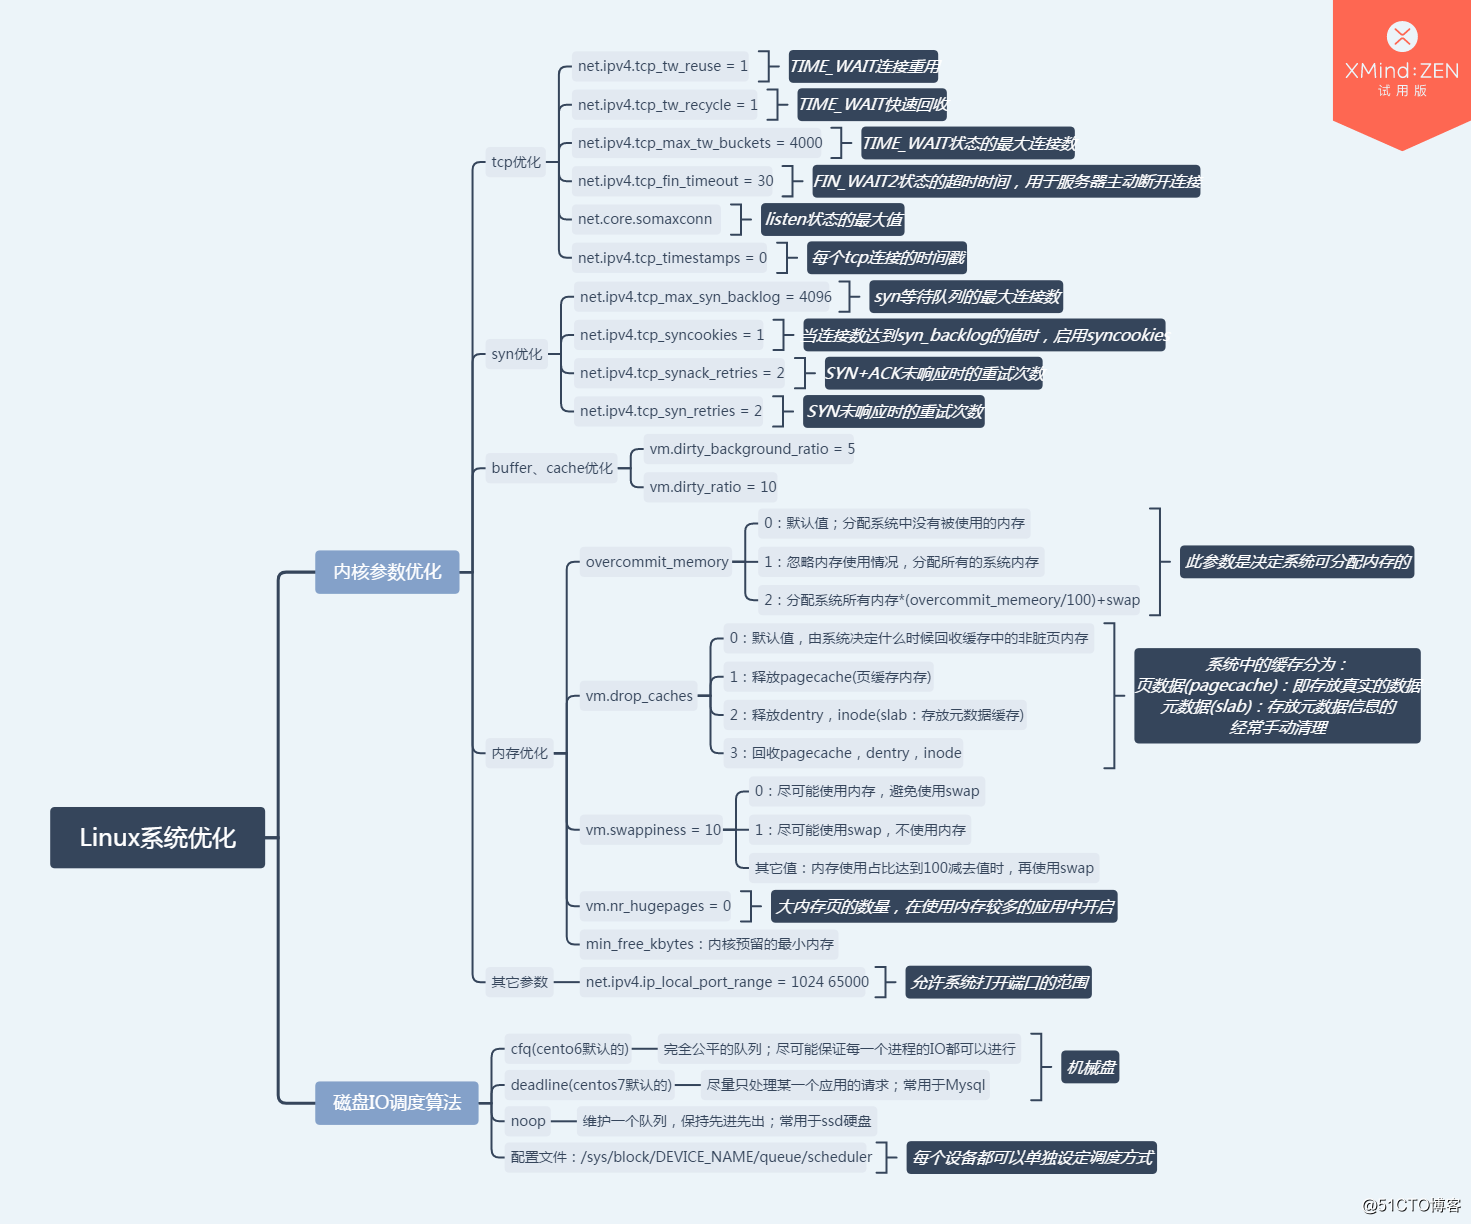 XMind:ZEN
试用版
Linux系统优化
内核参数优化
tcp优化
net.ipv4.tcp_tw_reuse = 1
TIME_WAIT连接重用
net.ipv4.tcp_tw_recycle = 1
TIME_WAIT快速回收
net.ipv4.tcp_max_tw_buckets = 4000
TIME_WAIT状态的最大连接数
net.ipv4.tcp_fin_timeout = 30
FIN_WAIT2状态的超时时间，用于服务器主动断开连接
net.core.somaxconn
listen状态的最大值
net.ipv4.tcp_timestamps = 0
每个tcp连接的时间戳
syn优化
net.ipv4.tcp_max_syn_backlog = 4096
syn等待队列的最大连接数
net.ipv4.tcp_syncookies = 1
当连接数达到syn_backlog的值时，启用syncookies
net.ipv4.tcp_synack_retries = 2
SYN+ACK未响应时的重试次数
net.ipv4.tcp_syn_retries = 2
SYN未响应时的重试次数
buffer、cache优化
vm.dirty_background_ratio = 5
vm.dirty_ratio = 10
内存优化
overcommit_memory
0：默认值；分配系统中没有被使用的内存
1：忽略内存使用情况，分配所有的系统内存
2：分配系统所有内存*(overcommit_memeory/100)+swap
此参数是决定系统可分配内存的
vm.drop_caches
0：默认值，由系统决定什么时候回收缓存中的非脏页内存
1：释放pagecache(页缓存内存)
2：释放dentry，inode(slab：存放元数据缓存)
3：回收pagecache，dentry，inode
系统中的缓存分为：
页数据(pagecache)：即存放真实的数据
元数据(slab)：存放元数据信息的
经常手动清理
vm.swappiness = 10
0：尽可能使用内存，避免使用swap
1：尽可能使用swap，不使用内存
其它值：内存使用占比达到100减去值时，再使用swap
vm.nr_hugepages = 0
大内存页的数量，在使用内存较多的应用中开启
min_free_kbytes：内核预留的最小内存
其它参数
net.ipv4.ip_local_port_range = 1024 65000
允许系统打开端口的范围
磁盘IO调度算法
cfq(cento6默认的)
完全公平的队列；尽可能保证每一个进程的IO都可以进行
deadline(centos7默认的)
尽量只处理某一个应用的请求；常用于Mysql
机械盘
noop
维护一个队列，保持先进先出；常用于ssd硬盘
配置文件：/sys/block/DEVICE_NAME/queue/scheduler
每个设备都可以单独设定调度方式
@51CTO博客